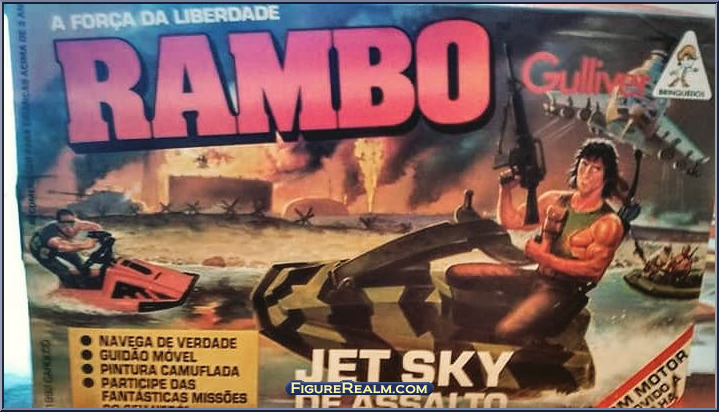 A FORÇA DA LIBERDADE
RAMBO
Gulliver
BRINQUEDOS
NAVEGA DE VERDADE
GUIDÃO MÓVEL
PINTURA CAMUFLADA
PARTICIPE DAS
FANTÁSTICAS MISSÕES
JET SKY
DE ASSALTO
MOTOR
FIGUREREALM.COM